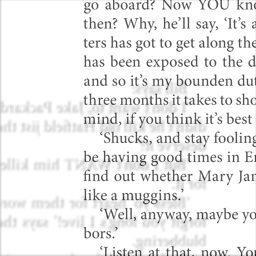 go aboard? Now YOU kno
then? Why, he’ll say, ‘It’s a
ters has got to get along the
has been exposed to the d
and so it’s my bounden dut
three months it takes to sho
mind, if you think it’s best
‘Shucks, and stay fooling
be having good times in En
find out whether Mary Jan
like a muggins.’
‘Well, anyway, maybe yo
bors.’
‘Listen at that, now. You